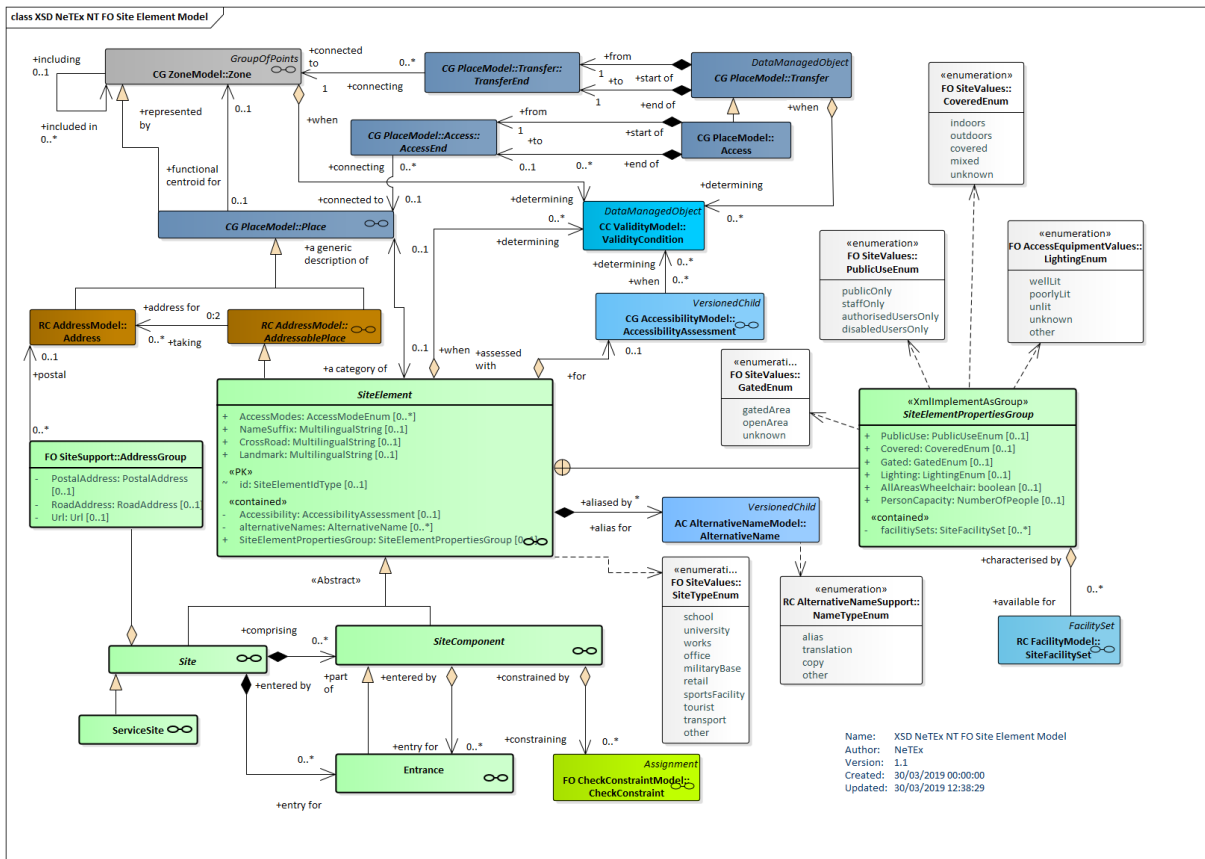 class XSD NeTEx NT FO Site Element Model
+including
0..1
GroupOfPoints
CG ZoneModel::Zone
+connected
to
0..*
1
+connecting
CG PlaceModel::Transfer::
TransferEnd
+from
1
+to
1
+start of
+end of
DataManagedObject
CG PlaceModel::Transfer
+when
«enumeration»
FO SiteValues::
CoveredEnum
indoors
outdoors
covered
mixed
unknown
+included in
0..*
+represented
by
0..1
+when
CG PlaceModel::Access::
AccessEnd
+from
1
+to
0..1
0..*
+start of
+end of
CG PlaceModel::
Access
+connecting
0..*
+functional
centroid for
0..1
+connected to
0..1
CG PlaceModel::Place
+determining
0..*
+determining
DataManagedObject
CC ValidityModel::
ValidityCondition
+determining
0..*
+a generic
description of
0..1
+determining
0..*
+when
0..*
«enumeration»
FO SiteValues::
PublicUseEnum
publicOnly
staffOnly
authorisedUsersOnly
disabledUsersOnly
«enumeration»
FO AccessEquipmentValues::
LightingEnum
wellLit
poorlyLit
unlit
unknown
other
RC AddressModel::
Address
+address for
0:2
0..*
+taking
RC AddressModel::
AddressablePlace
VersionedChild
CG AccessibilityModel::
AccessibilityAssessment
0..1
+postal
0..*
0..1
+a category of
+when
+assessed
with
+for
0..1
«enumerati...
FO SiteValues::
GatedEnum
gatedArea
openArea
unknown
SiteElement
+ AccessModes: AccessModeEnum [0..*]
+ NameSuffix: MultilingualString [0..1]
+ CrossRoad: MultilingualString [0..1]
+ Landmark: MultilingualString [0..1]
«PK»
~ id: SiteElementIdType [0..1]
«contained»
- Accessibility: AccessibilityAssessment [0..1]
- alternativeNames: AlternativeName [0..*]
+ SiteElementPropertiesGroup: SiteElementPropertiesGroup [0..1]
«XmlImplementAsGroup»
SiteElementPropertiesGroup
+ PublicUse: PublicUseEnum [0..1]
+ Covered: CoveredEnum [0..1]
+ Gated: GatedEnum [0..1]
+ Lighting: LightingEnum [0..1]
+ AllAreasWheelchair: boolean [0..1]
+ PersonCapacity: NumberOfPeople [0..1]
«contained»
- facilitiySets: SiteFacilitySet [0..*]
FO SiteSupport::AddressGroup
- PostalAddress: PostalAddress
[0..1]
- RoadAddress: RoadAddress [0..1]
- Url: Url [0..1]
+aliased by
*
+alias for
VersionedChild
AC AlternativeNameModel::
AlternativeName
+characterised by
0..*
+available for
«Abstract»
«enumerati...
FO SiteValues::
SiteTypeEnum
school
university
works
office
militaryBase
retail
sportsFacility
tourist
transport
other
«enumeration»
RC AlternativeNameSupport::
NameTypeEnum
alias
translation
copy
other
FacilitySet
RC FacilityModel::
SiteFacilitySet
Site
+comprising
0..*
+part
of
SiteComponent
+entered by
+entered by
+constrained by
ServiceSite
0..*
+entry for
+entry for
0..*
+constraining
0..*
Entrance
Assignment
FO CheckConstraintModel::
CheckConstraint
Name: XSD NeTEx NT FO Site Element Model
Author: NeTEx
Version: 1.1
Created: 30/03/2019 00:00:00
Updated: 30/03/2019 12:38:29